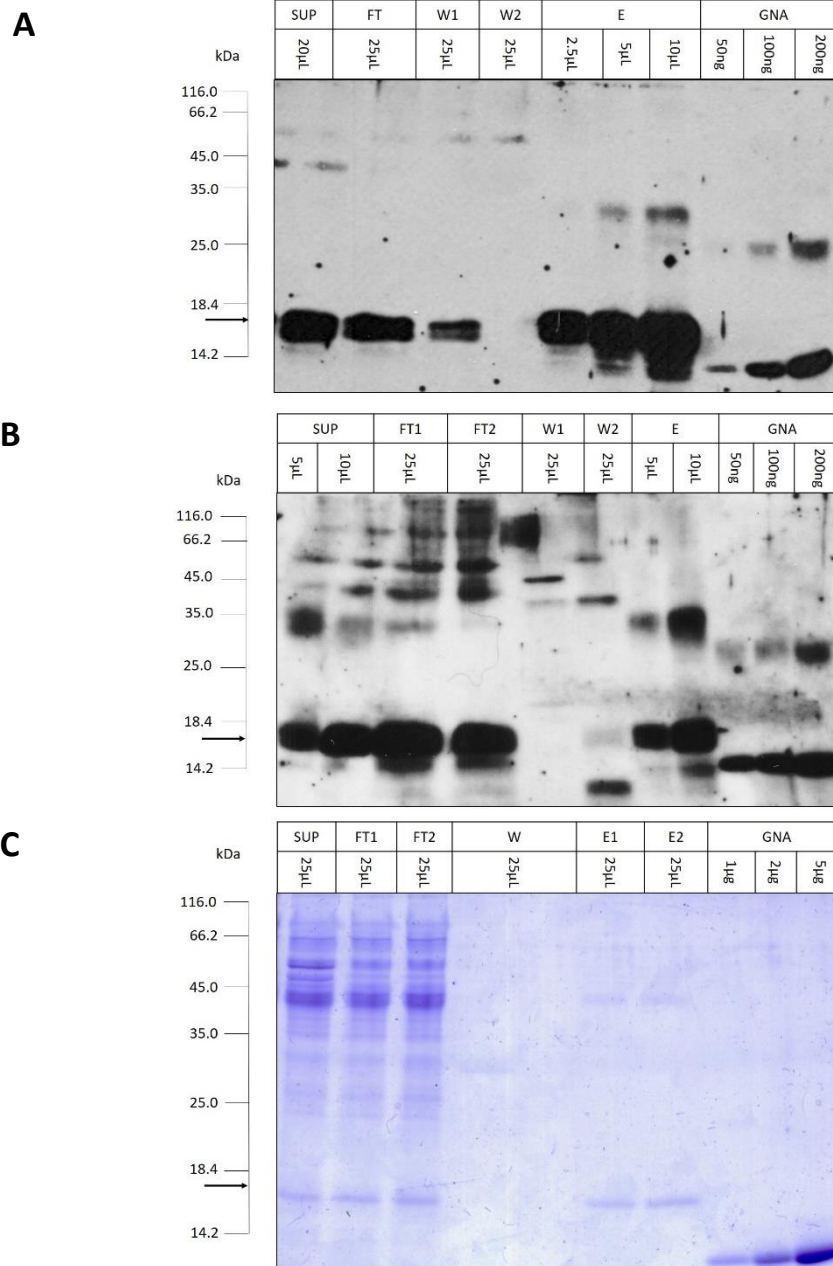 A
SUP FT W1 W2 E GNA
kDa 20µL 25µL 25µL 25µL 2.5µL 5µL 10µL 50ng 100ng 200ng
116.0
66.2
45.0
35.0
25.0
18.4
14.2
B
SUP FT1 FT2 W1 W2 E GNA
kDa 5µL 10µL 25µL 25µL 25µL 25µL 5µL 10µL 50ng 100ng 200ng
116.0
66.2
45.0
35.0
25.0
18.4
14.2
C
SUP FT1 FT2 W E1 E2 GNA
kDa 25µL 25µL 25µL 25µL 25µL 25µL 1µg 2µg 5µg
116.0
66.2
45.0
35.0
25.0
18.4
14.2